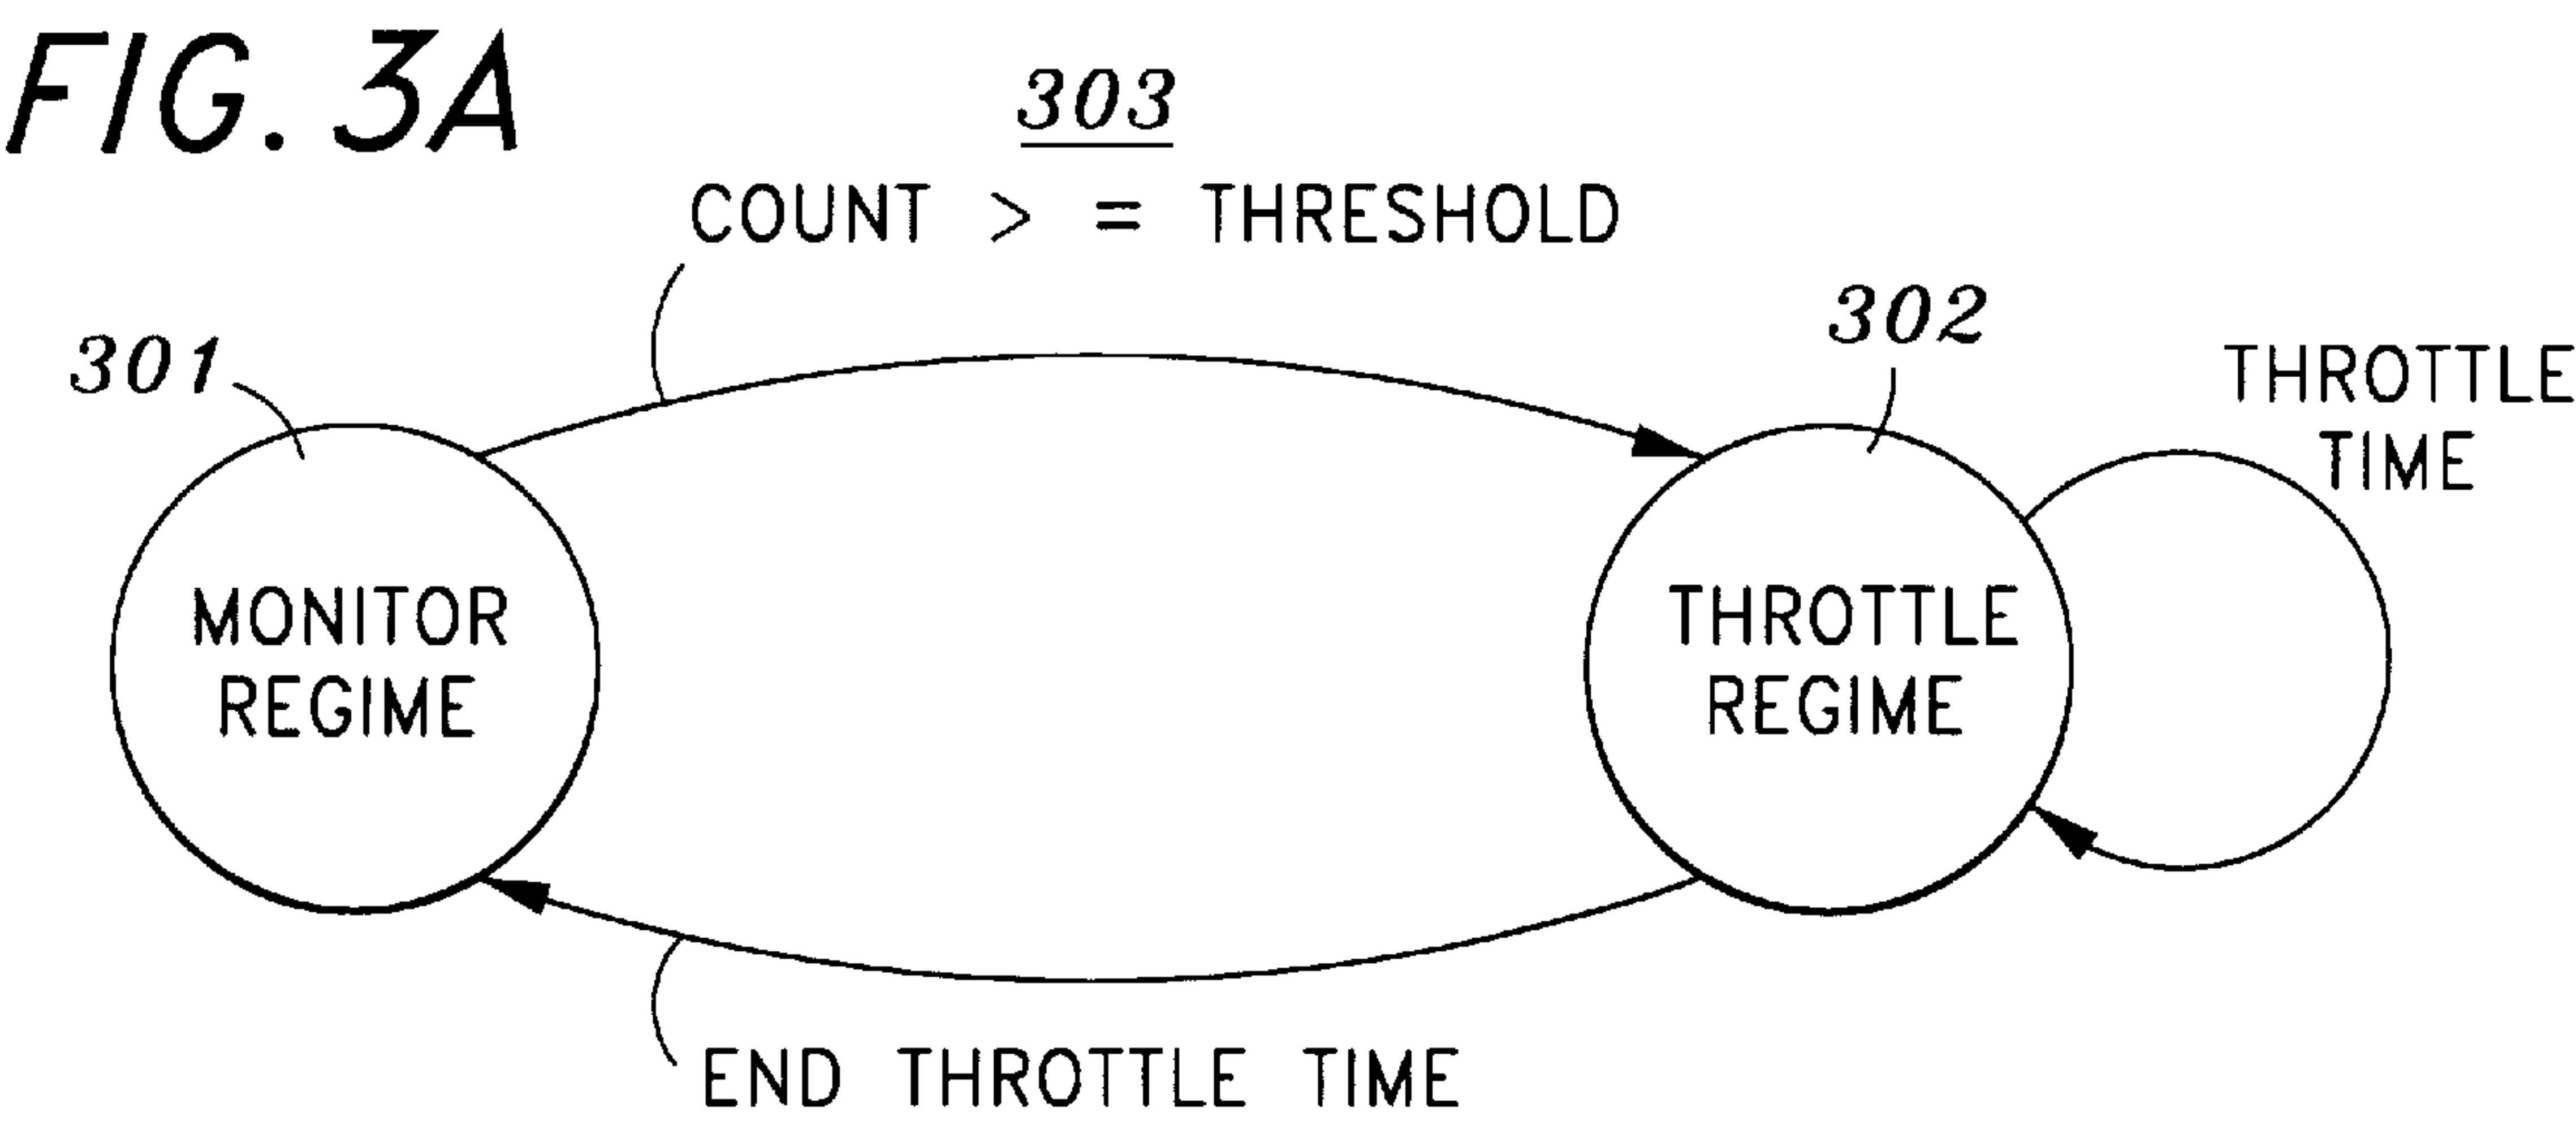 FIG. 3A
303
COUNT > = THRESHOLD
301
302
THROTTLE
TIME
MONITOR
REGIME
THROTTLE
REGIME
END THROTTLE TIME